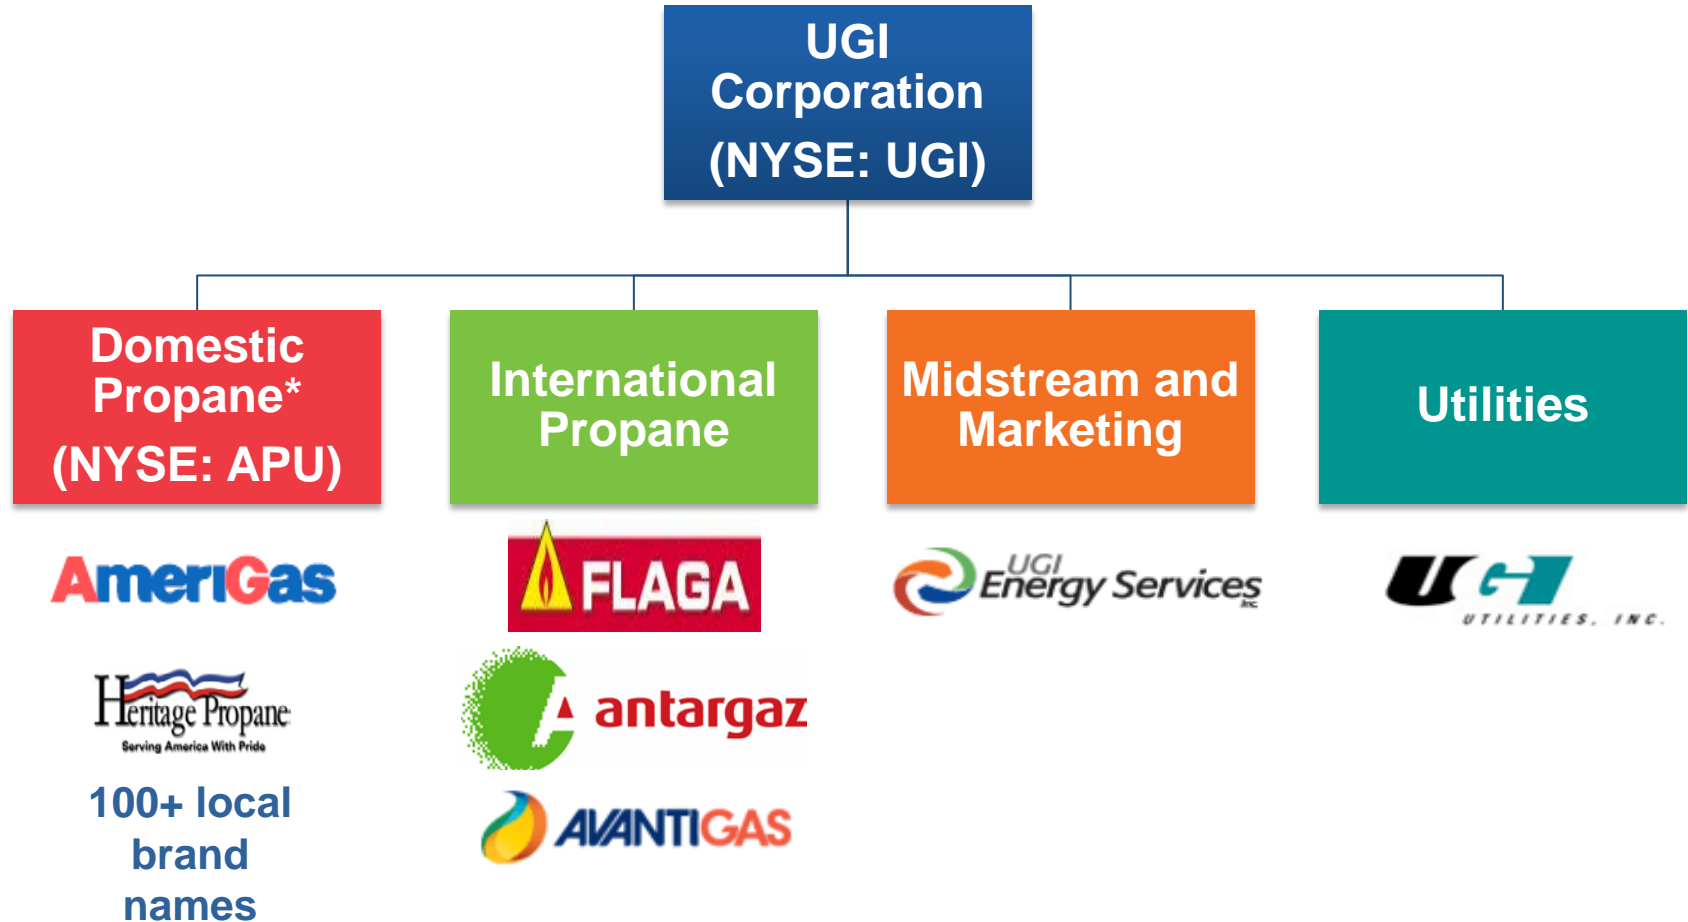 UGI
Corporation
(NYSE: UGI)
Domestic
Propane*
(NYSE: APU)
International
Propane
Midstream and
Marketing
Utilities
AmeriGas
FLAGA
UGI
Energy Services
Inc.
UGI
UTILITIES, INC.
Heritage Propane
Serving America With Pride
antargaz
AVANTIGAS
100+ local
brand
names